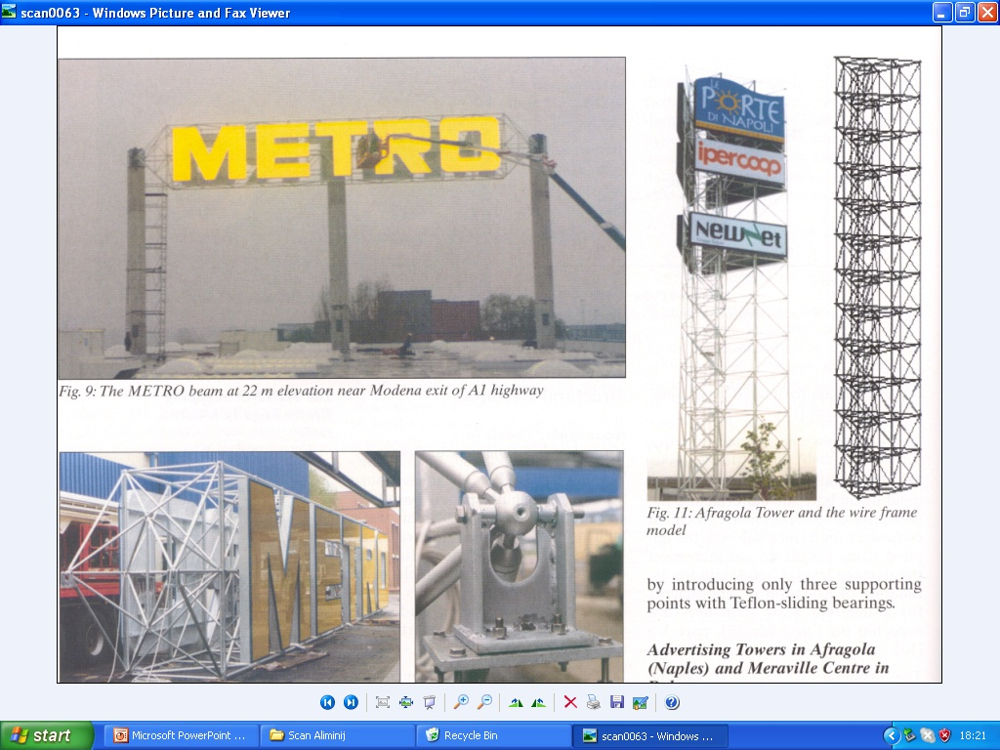 scan0063 - Windows Picture and Fax Viewer
METRO
Fig. 9: The METRO beam at 22 m elevation near Modena exit of A1 highway
LE
PORTE
DI NAPOLI
ipercoop
NewNet
Fig. 11: Afragola Tower and the wire frame
model
by introducing only three supporting
points with Teflon-sliding bearings.
Advertising Towers in Afragola
(Naples) and Meraville Centre in
M
start
Microsoft PowerPoint ...
Scan Aliminij
Recycle Bin
scan0063 - Windows ...
18:21